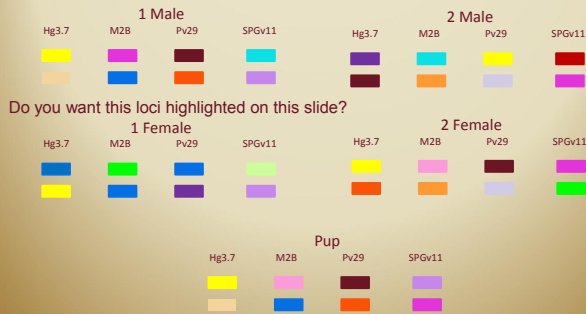 1 Male
Hg3.7 M2B Pv29 SPGv11
2 Male
Hg3.7 M2B Pv29 SPGv11
Do you want this loci highlighted on this slide?
1 Female
Hg3.7 M2B Pv29 SPGv11
2 Female
Hg3.7 M2B Pv29 SPGv11
Pup
Hg3.7 M2B Pv29 SPGv11